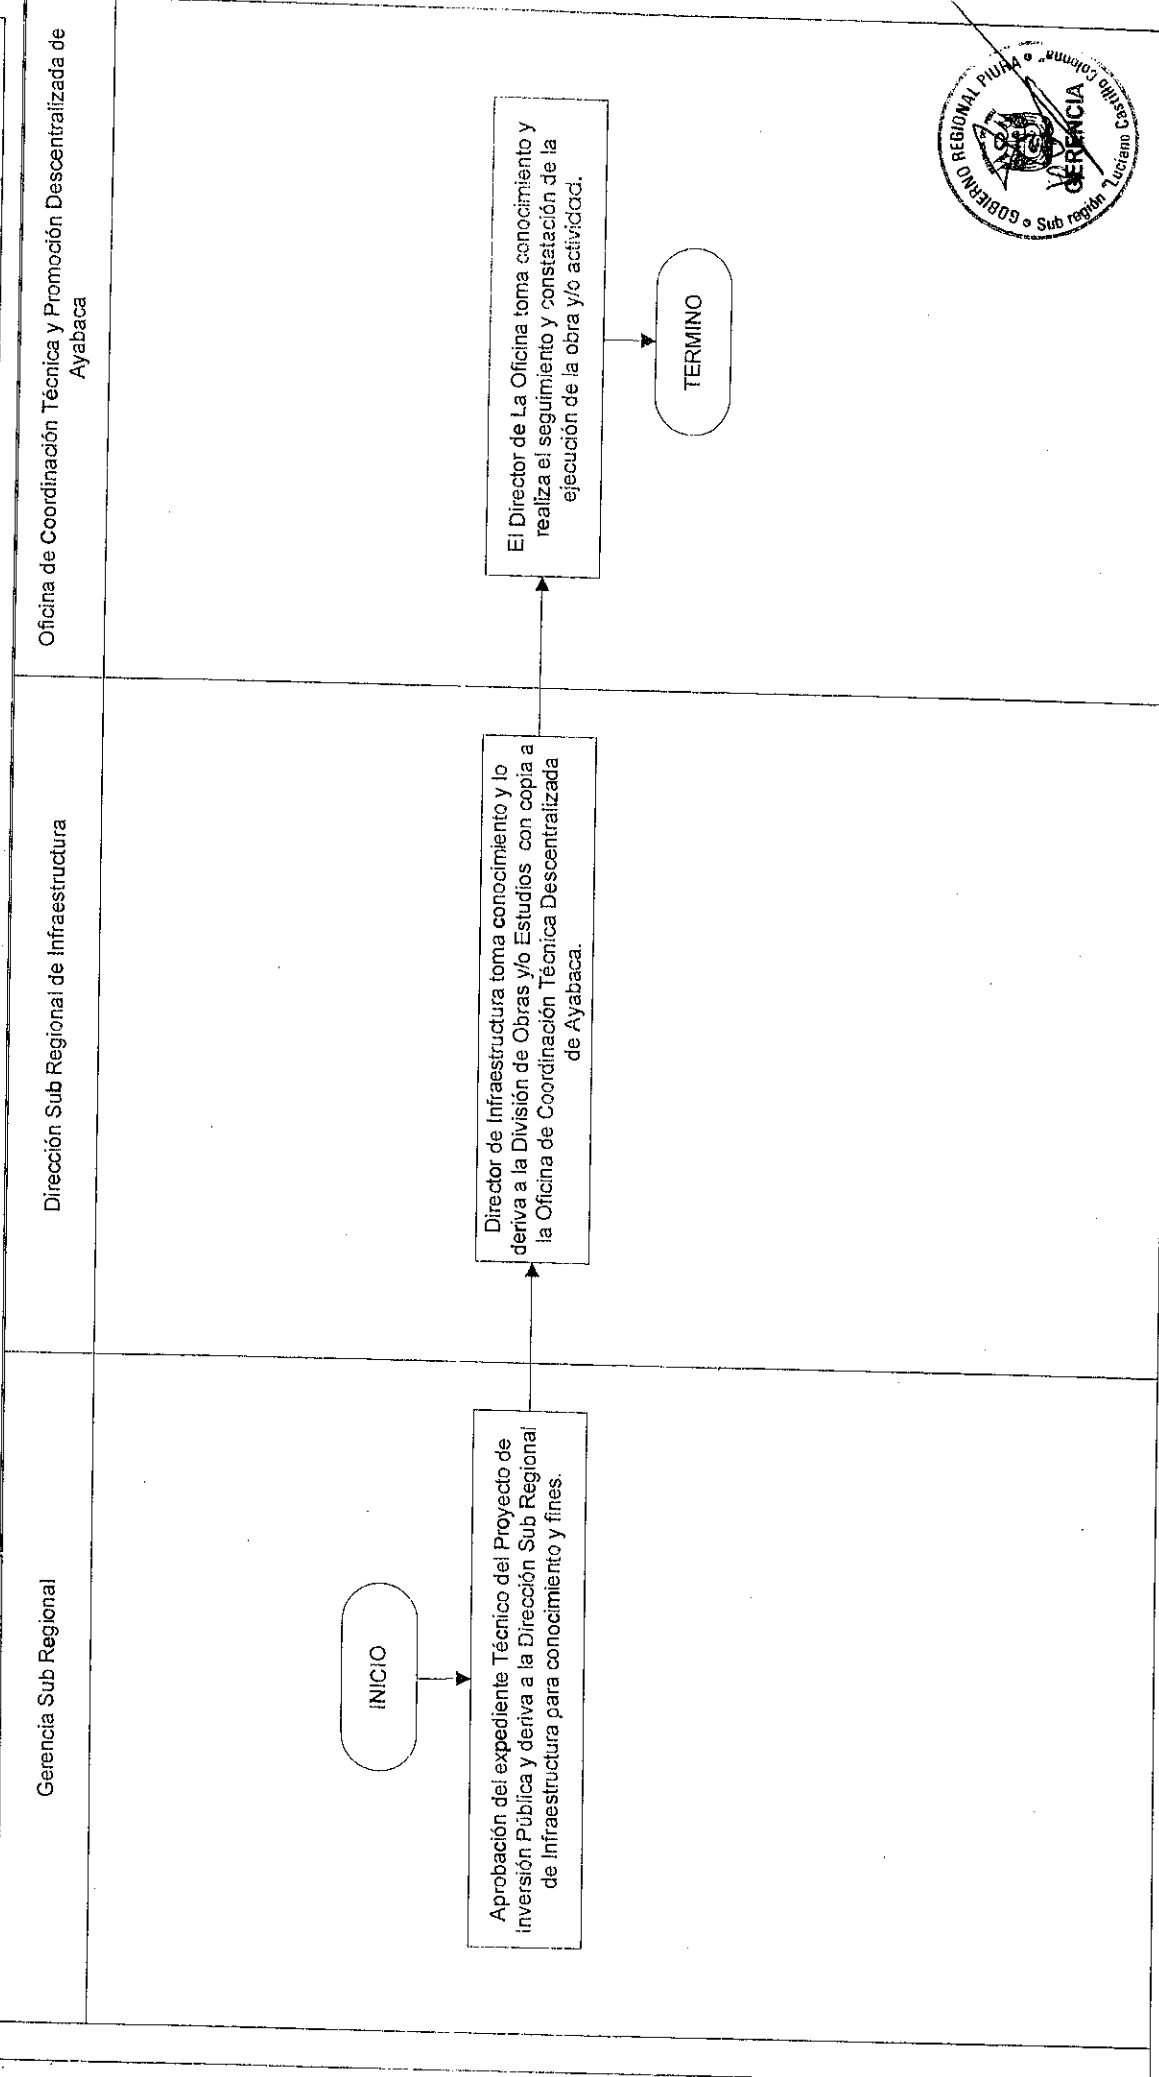 Gerencia Sub Regional
Dirección Sub Regional de Infraestructura
Oficina de Coordinación Técnica y Promoción Descentralizada de
Ayabaca
INICIO
Aprobación del expediente Técnico del Proyecto de
Inversión Pública y deriva a la Dirección Sub Regional
de Infraestructura para conocimiento y fines.
Director de Infraestructura toma conocimiento y lo
deriva a la División de Obras y/o Estudios con copia a
la Oficina de Coordinación Técnica Descentralizada
de Ayabaca.
El Director de La Oficina toma conocimiento y
realiza el seguimiento y constatación de la
ejecución de la obra y/o actividad.
TERMINO
GOBIERNO REGIONAL PIURA
GERENCIA
Sub región "Luciano Castillo Colonna"